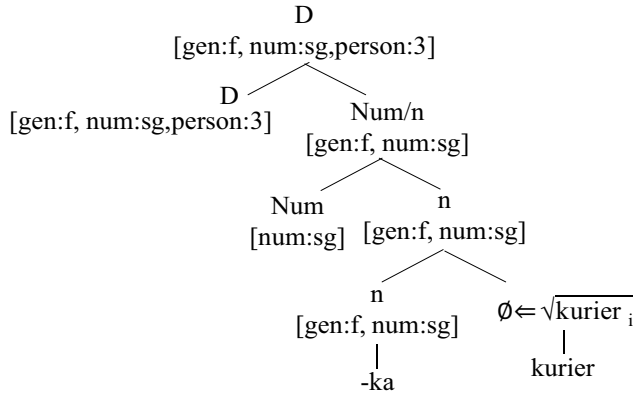 D
[gen:f, num:sg,person:3]
D
[gen:f, num:sg,person:3]
Num/n
[gen:f, num:sg]
Num
[num:sg]
n
[gen:f, num:sg]
n
[gen:f, num:sg]
-ka
∅⇐ √kurier i
kurier